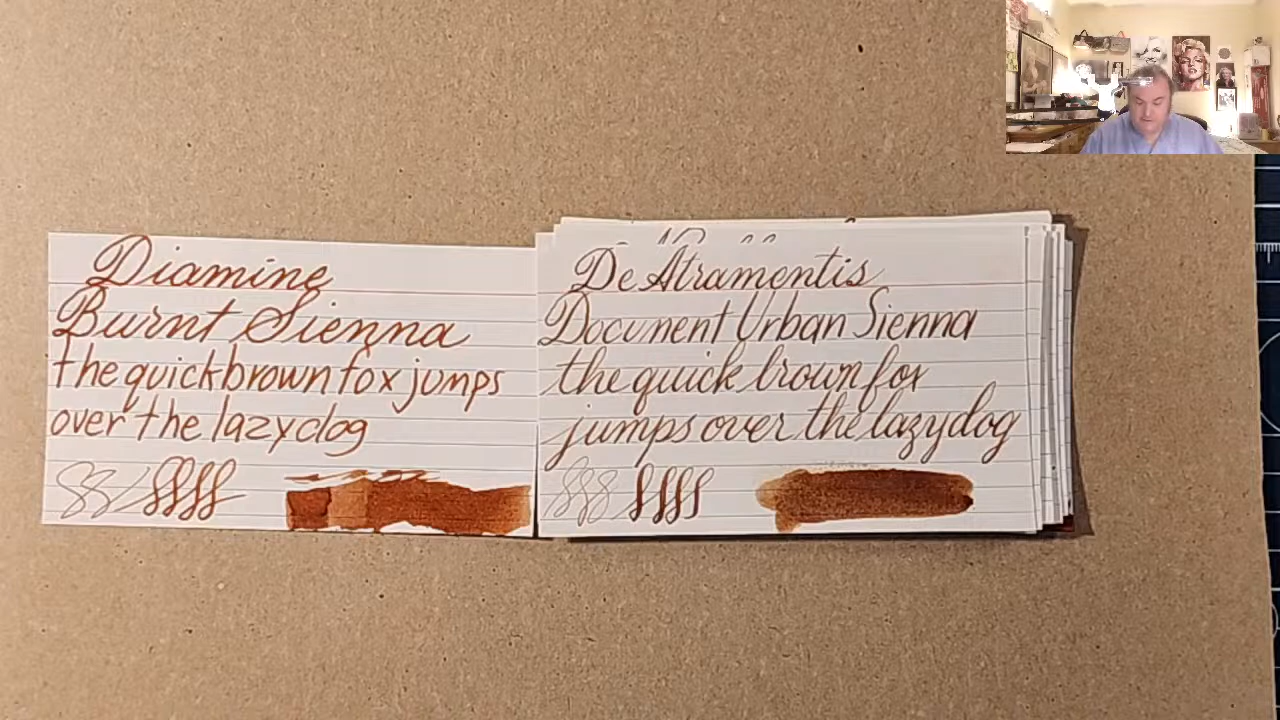 Diamine
Burnt Sienna
the quick brown fox jumps
over the lazy dog
De Atramentis
Document Urban Sienna
the quick brown fox
jumps over the lazy dog